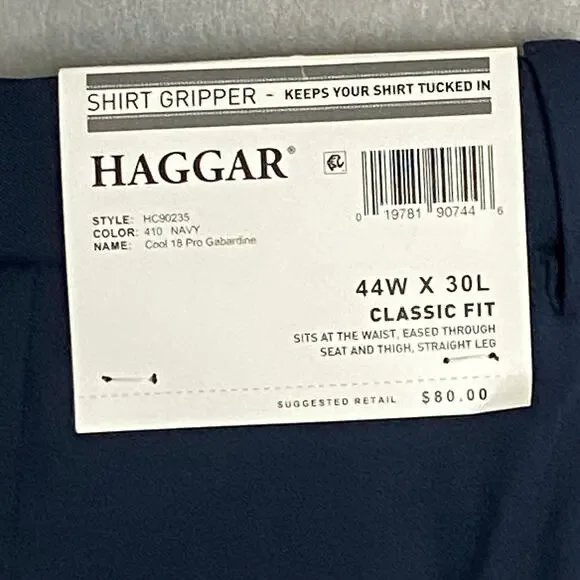 SHIRT GRIPPER - KEEPS YOUR SHIRT TUCKED IN
HAGGAR®
0 19781 90744 6
STYLE: HC90235
COLOR: 410 NAVY
NAME: Cool 18 Pro Gabardine
44W X 30L
CLASSIC FIT
SITS AT THE WAIST, EASED THROUGH
SEAT AND THIGH, STRAIGHT LEG
SUGGESTED RETAIL $80.00